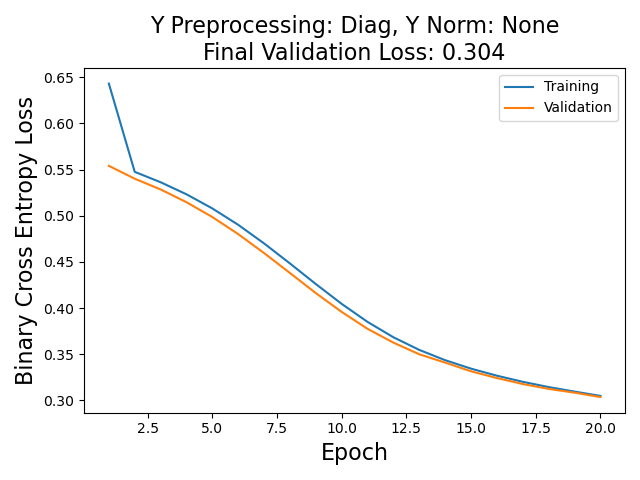 Y Preprocessing: Diag, Y Norm: None
Final Validation Loss: 0.304
Training
Validation
Binary Cross Entropy Loss
0.65
0.60
0.55
0.50
0.45
0.40
0.35
0.30
2.5 5.0 7.5 10.0 12.5 15.0 17.5 20.0
Epoch